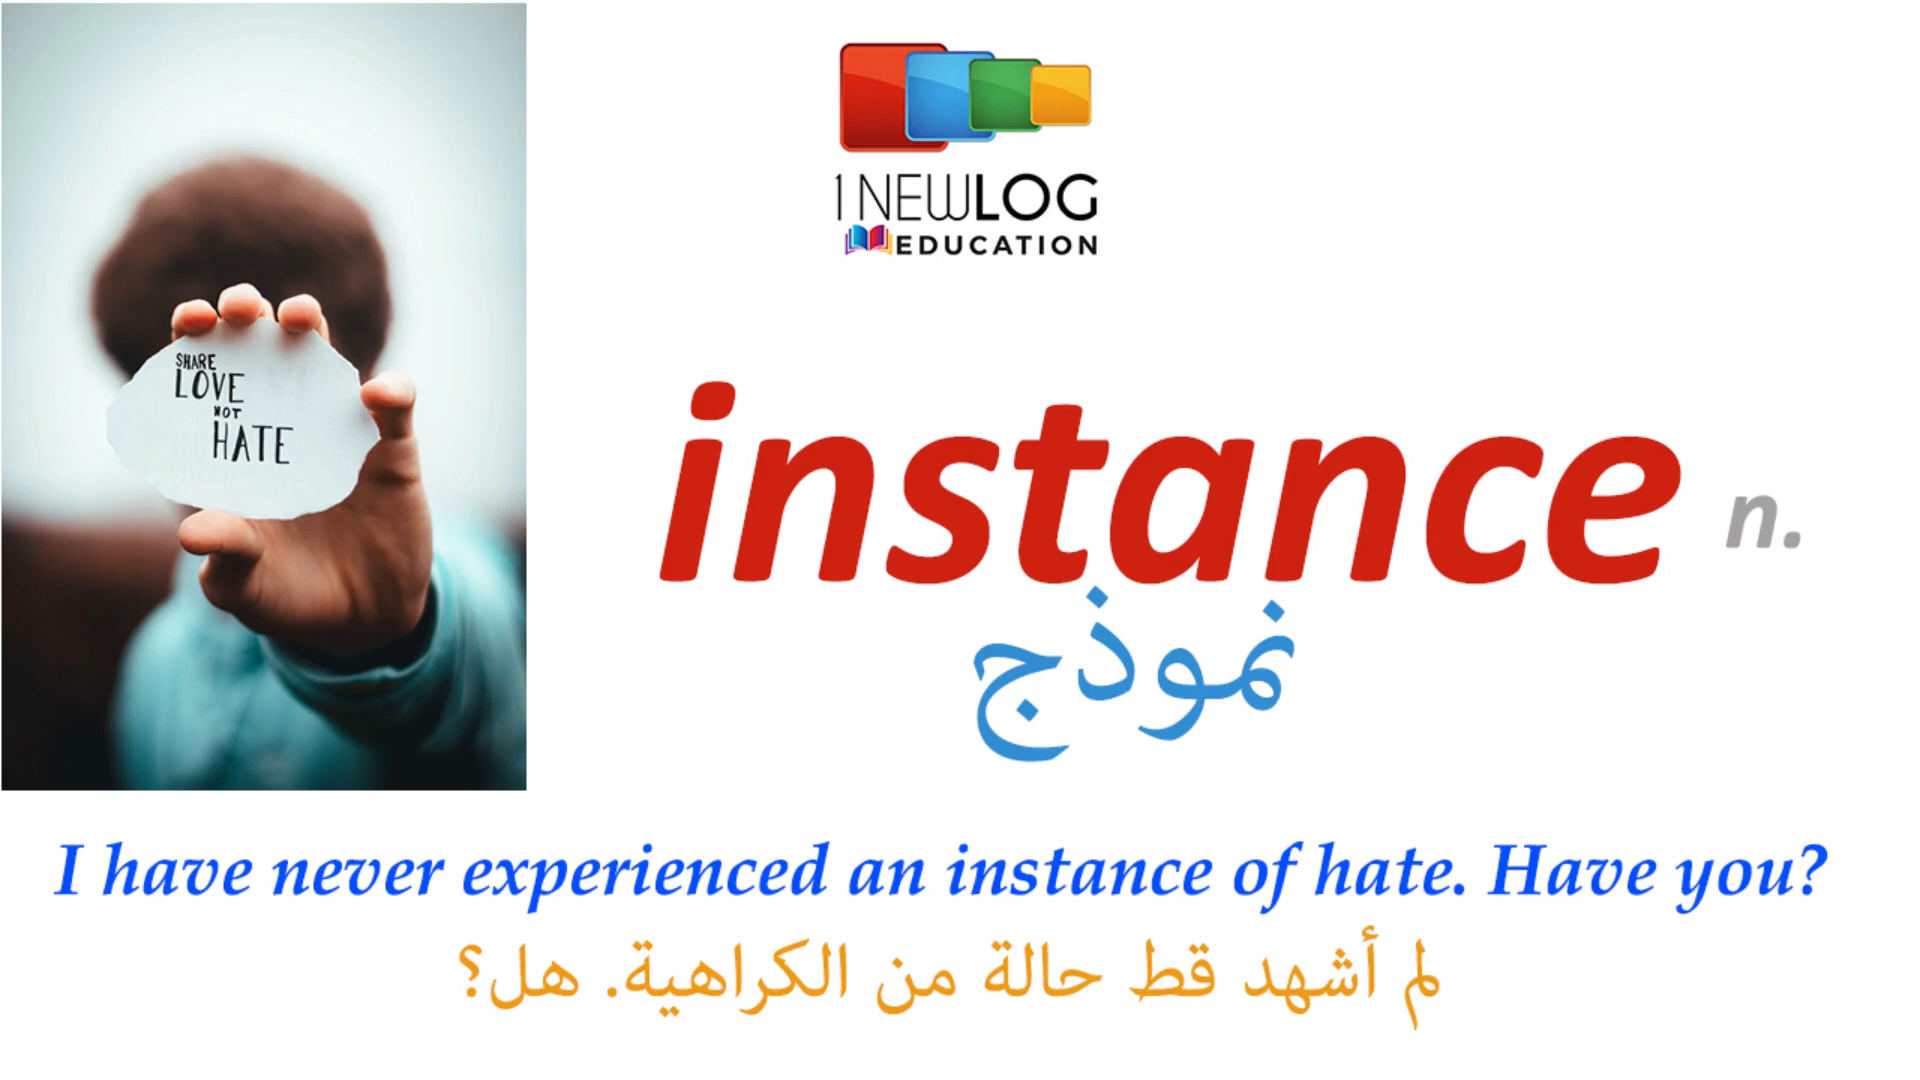 SHARE
LOVE
NOT
HATE
1NEWLOG
EDUCATION
instance n.
نموذج
I have never experienced an instance of hate. Have you?
لم أشهد قط حالة من الكراهية. هل؟